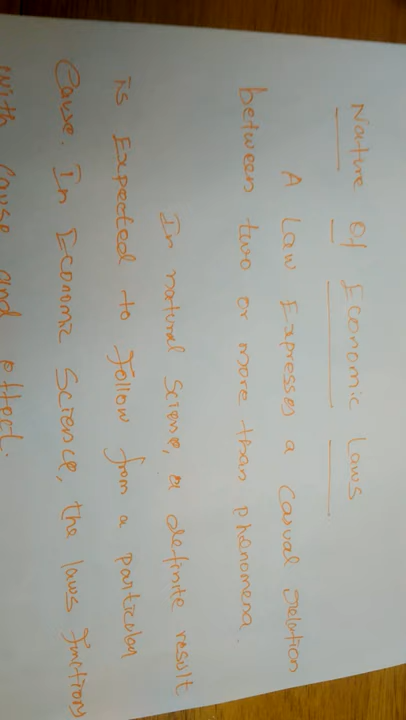 Nature Of Economic Laws
A Law Expresses a Casual relation
between two or more than phenomena.
In natural science, a definite result
is Expected to follow from a particular
Cause. In Economic Science, the laws functions
with cause and effect.